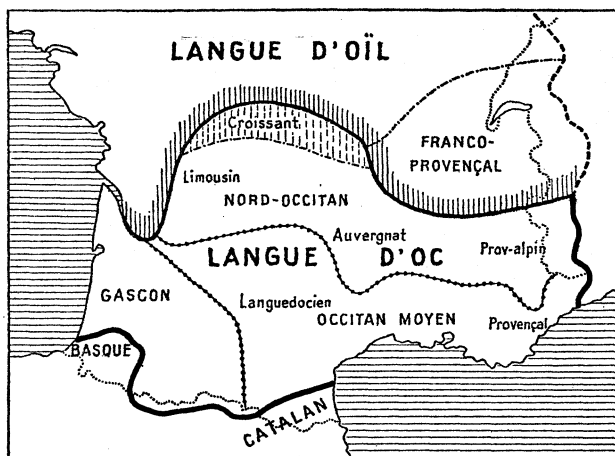 LANGUE D'OÏL
Croissant
FRANCO-
PROVENÇAL
Limousin
NORD-OCCITAN
Auvergnat
LANGUE D'OC
Prov-alpin
GASCON
Languedocien
OCCITAN MOYEN
Provençal
BASQUE
CATALAN